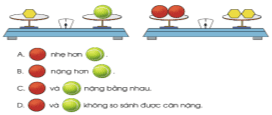 A. nhẹ hơn .
B. nặng hơn .
C. và nặng bằng nhau.
D. và không so sánh được cân nặng.